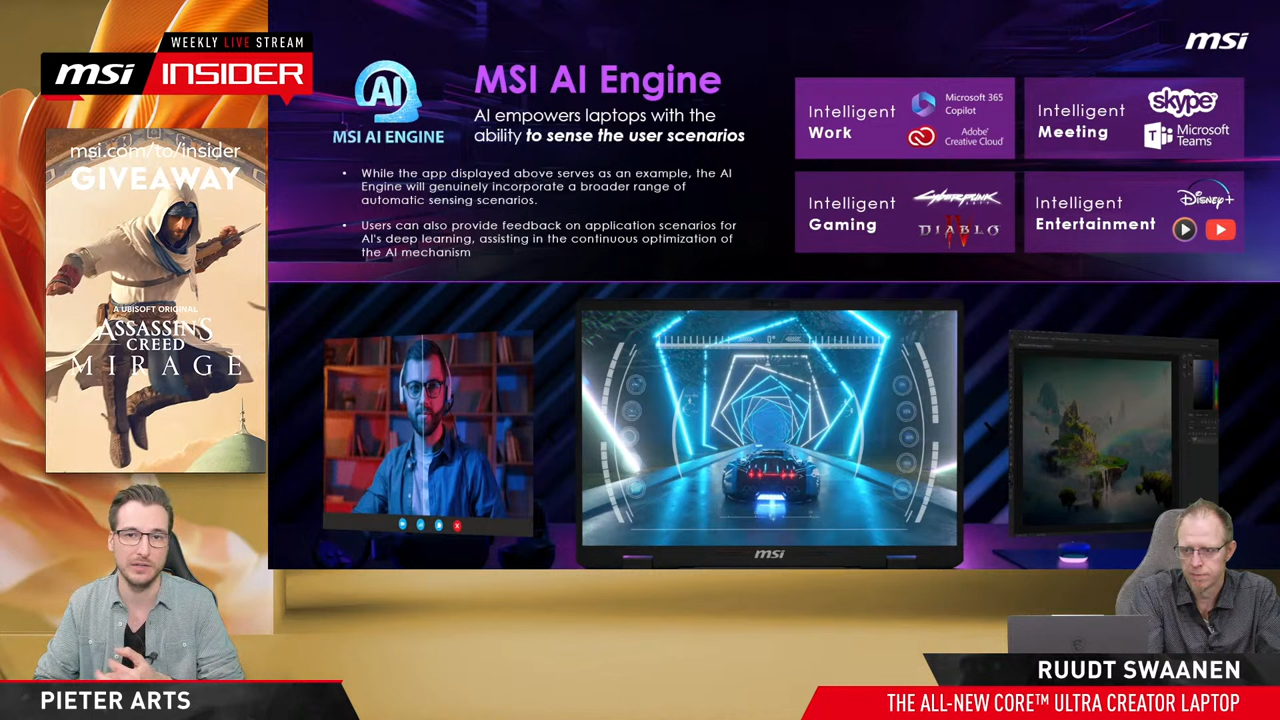 WEEKLY LIVE STREAM
msi INSIDER
msi.com/to/insider
GIVEAWAY
A UBISOFT ORIGINAL
ASSASSIN'S
CREED
MIRAGE
AI
MSI AI ENGINE
MSI AI Engine
AI empowers laptops with the
ability to sense the user scenarios
• While the app displayed above serves as an example, the AI
Engine will genuinely incorporate a broader range of
automatic sensing scenarios.
• Users can also provide feedback on application scenarios for
AI's deep learning, assisting in the continuous optimization of
the AI mechanism
msi
Intelligent
Work
Microsoft 365
Copilot
Adobe
Creative Cloud
Intelligent
Meeting
skype
Microsoft
Teams
Intelligent
Gaming
CYBERPUNK
DIABLO
IV
Intelligent
Entertainment
Disney+
msi
PIETER ARTS
RUUDT SWAANEN
THE ALL-NEW CORE™ ULTRA CREATOR LAPTOP